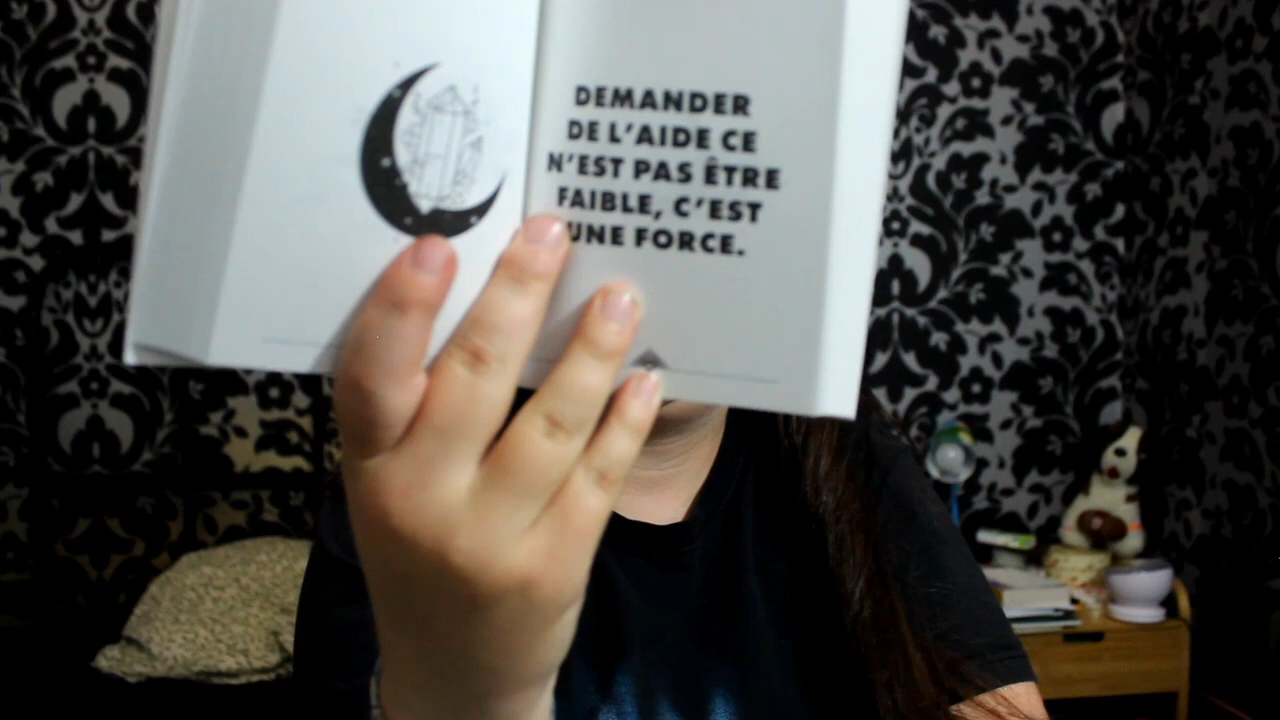 DEMANDER
DE L'AIDE CE
N'EST PAS ÊTRE
FAIBLE, C'EST
UNE FORCE.